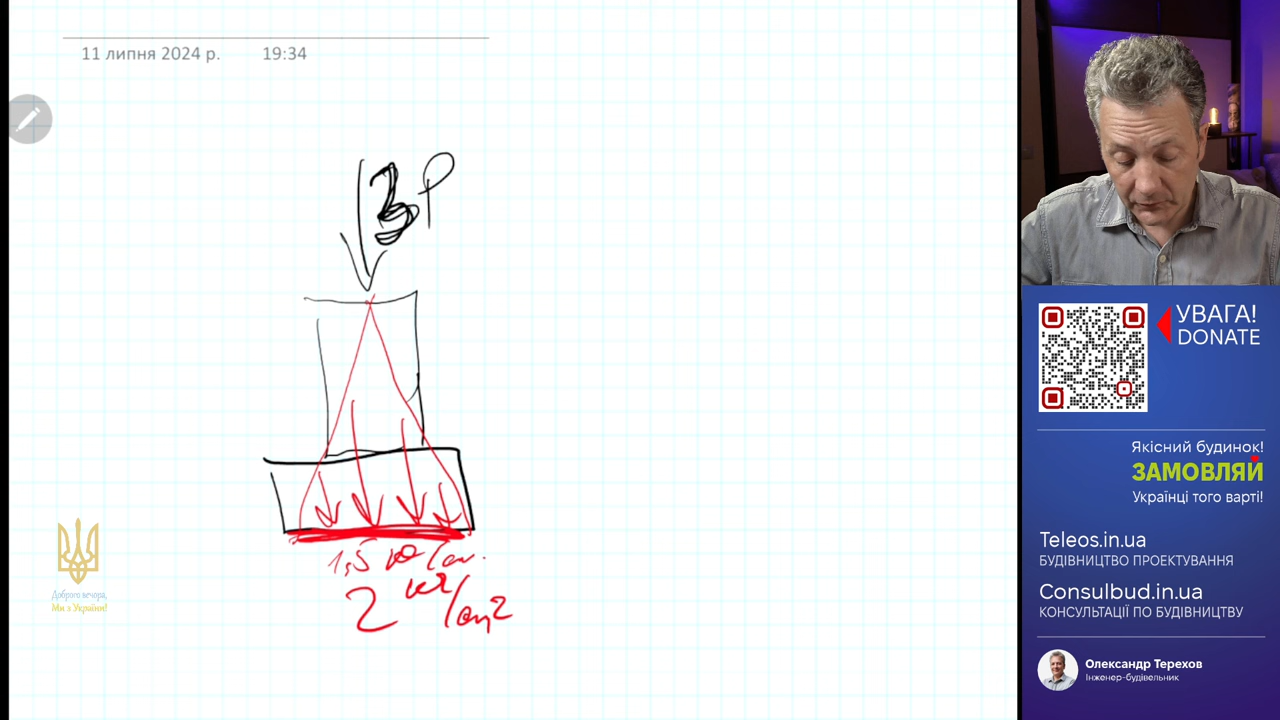 11 липня 2024 р. 19:34
P
1,5 кг/см.
2 кг/см2
Доброго вечора,
Ми з України!
УВАГА!
DONATE
Якісний будинок!
ЗАМОВЛЯЙ
Українці того варті!
Teleos.in.ua
БУДІВНИЦТВО ПРОЕКТУВАННЯ
Consulbud.in.ua
КОНСУЛЬТАЦІЇ ПО БУДІВНИЦТВУ
Олександр Терехов
Інженер-будівельник